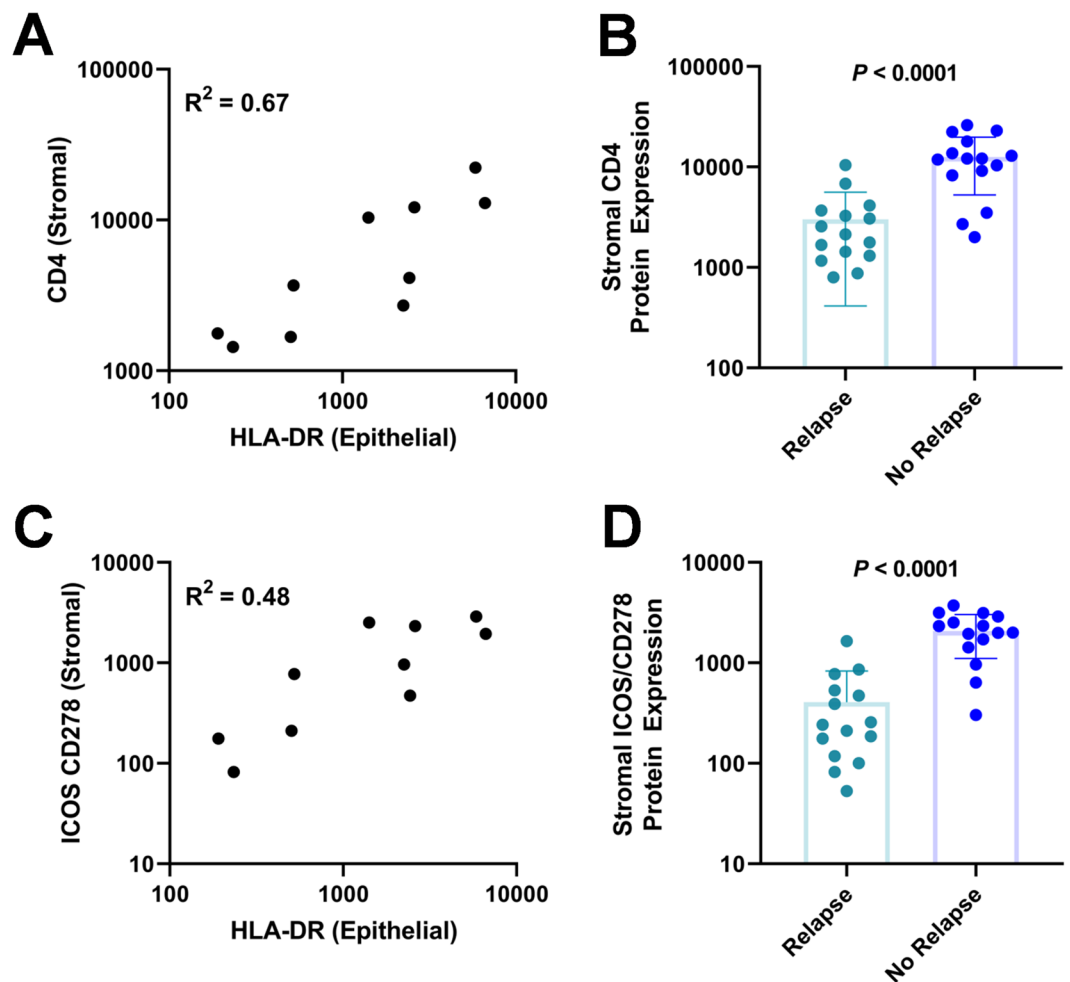 A
100000
10000
1000
R2 = 0.67
CD4 (Stromal)
100
1000
10000
HLA-DR (Epithelial)
B
100000
10000
1000
100
P < 0.0001
Stromal CD4
Protein Expression
Relapse
No Relapse
C
10000
1000
100
10
R2 = 0.48
ICOS CD278 (Stromal)
100
1000
10000
HLA-DR (Epithelial)
D
10000
1000
100
10
P < 0.0001
Stromal ICOS/CD278
Protein Expression
Relapse
No Relapse